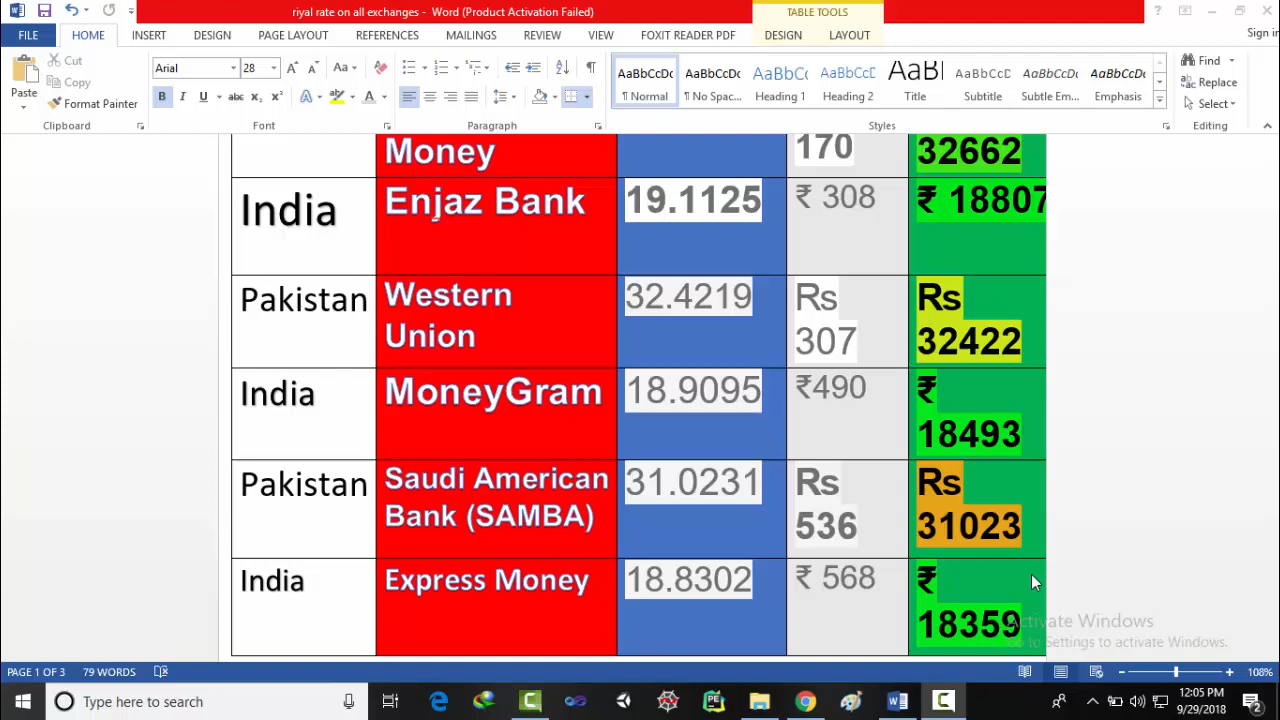 riyal rate on all exchanges - Word (Product Activation Failed)
TABLE TOOLS
FILE HOME INSERT DESIGN PAGE LAYOUT REFERENCES MAILINGS REVIEW VIEW FOXIT READER PDF DESIGN LAYOUT
Sign in
Paste
Cut
Copy
Format Painter
Clipboard
Arial 28
Font
Paragraph
AaBbCcDc AaBbCcDc AaBbCc AaBbCc AaBl AaBbCcDc AaBbCcDc AaBbCcDc
¶ Normal ¶ No Spac... Heading 1 Heading 2 Title Subtitle Subtle Em... Emphasis
Styles
Find
Replace
Select
Editing
Money 170 32662
India Enjaz Bank 19.1125 ₹ 308 ₹ 18807
Pakistan Western 32.4219 Rs Rs
Union 307 32422
India MoneyGram 18.9095 ₹490 ₹
18493
Pakistan Saudi American 31.0231 Rs Rs
Bank (SAMBA) 536 31023
India Express Money 18.8302 ₹ 568 ₹
18359
Activate Windows
Go to Settings to activate Windows.
PAGE 1 OF 3 79 WORDS 108%
Type here to search
12:05 PM
9/29/2018
2